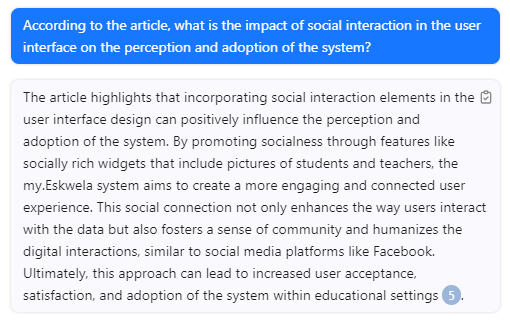 According to the article, what is the impact of social interaction in the user
interface on the perception and adoption of the system?
The article highlights that incorporating social interaction elements in the
user interface design can positively influence the perception and
adoption of the system. By promoting socialness through features like
socially rich widgets that include pictures of students and teachers, the
my.Eskwela system aims to create a more engaging and connected user
experience. This social connection not only enhances the way users interact
with the data but also fosters a sense of community and humanizes the
digital interactions, similar to social media platforms like Facebook.
Ultimately, this approach can lead to increased user acceptance,
satisfaction, and adoption of the system within educational settings 5.